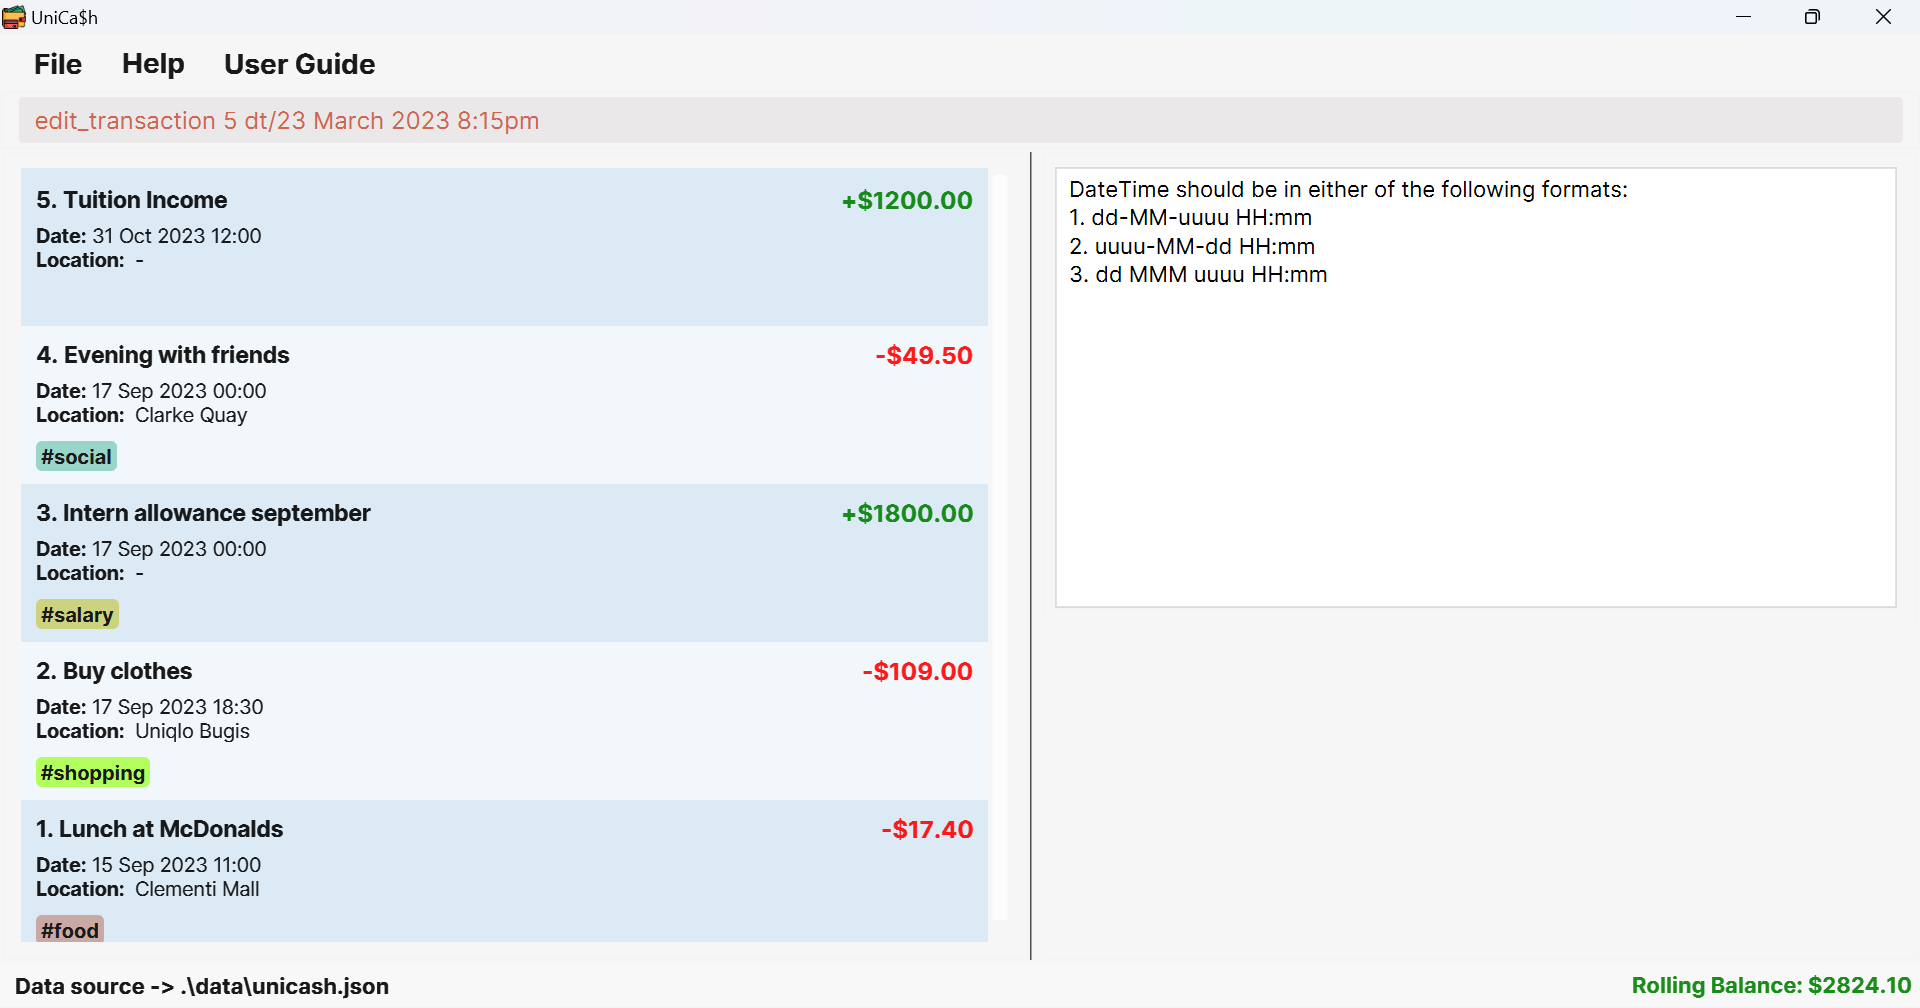 UniCa$h
File Help User Guide
edit_transaction 5 dt/23 March 2023 8:15pm
5. Tuition Income +$1200.00
Date: 31 Oct 2023 12:00
Location: -
4. Evening with friends -$49.50
Date: 17 Sep 2023 00:00
Location: Clarke Quay
#social
3. Intern allowance september +$1800.00
Date: 17 Sep 2023 00:00
Location: -
#salary
2. Buy clothes -$109.00
Date: 17 Sep 2023 18:30
Location: Uniqlo Bugis
#shopping
1. Lunch at McDonalds -$17.40
Date: 15 Sep 2023 11:00
Location: Clementi Mall
#food
DateTime should be in either of the following formats:
1. dd-MM-uuuu HH:mm
2. uuuu-MM-dd HH:mm
3. dd MMM uuuu HH:mm
Data source -> .\data\unicash.json
Rolling Balance: $2824.10